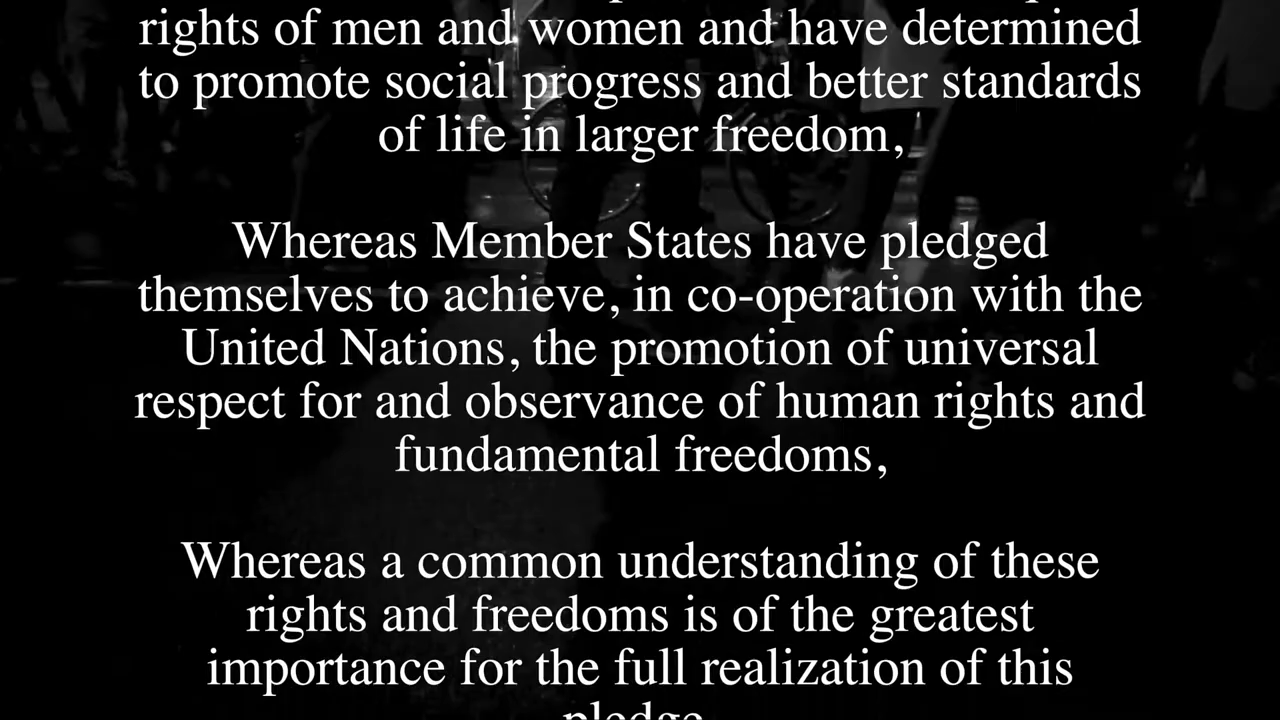 rights of men and women and have determined
to promote social progress and better standards
of life in larger freedom,
Whereas Member States have pledged
themselves to achieve, in co-operation with the
United Nations, the promotion of universal
respect for and observance of human rights and
fundamental freedoms,
Whereas a common understanding of these
rights and freedoms is of the greatest
importance for the full realization of this
pledge,